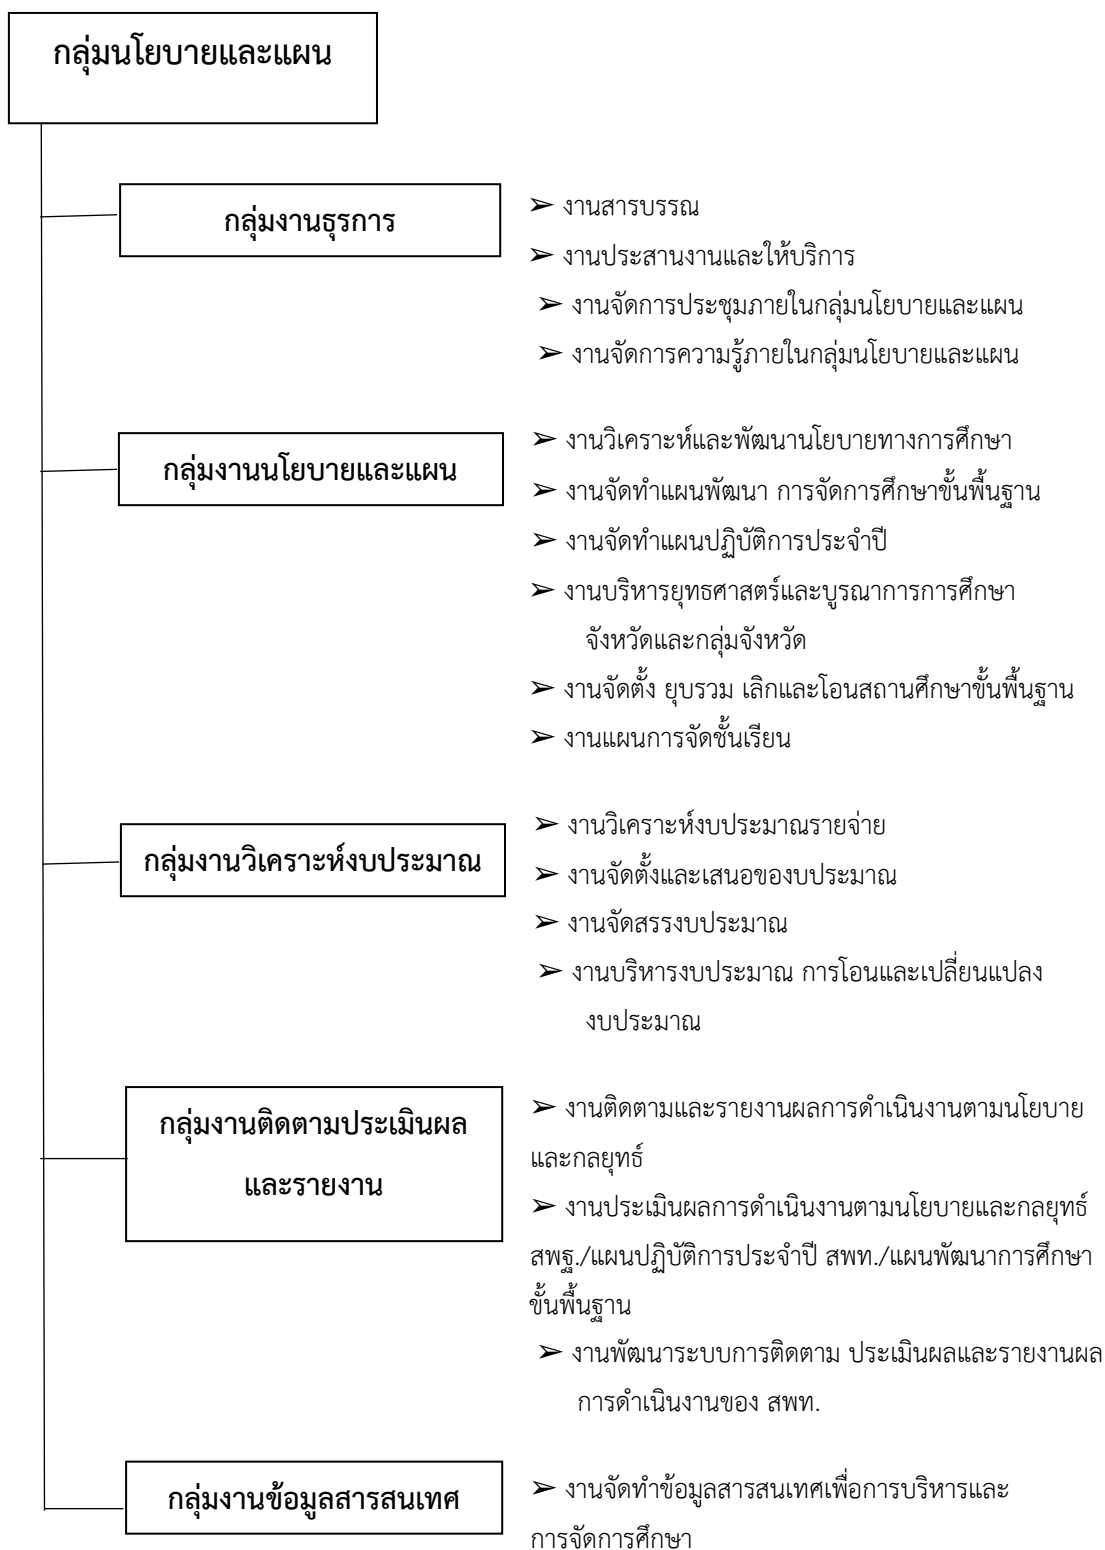 กลุ่มนโยบายและแผน
กลุ่มงานธุรการ
➢ งานสารบรรณ
➢ งานประสานงานและให้บริการ
➢ งานจัดการประชุมภายในกลุ่มนโยบายและแผน
➢ งานจัดการความรู้ภายในกลุ่มนโยบายและแผน
กลุ่มงานนโยบายและแผน
➢ งานวิเคราะห์และพัฒนานโยบายทางการศึกษา
➢ งานจัดทำแผนพัฒนา การจัดการศึกษาขั้นพื้นฐาน
➢ งานจัดทำแผนปฏิบัติการประจำปี
➢ งานบริหารยุทธศาสตร์และบูรณาการการศึกษา
จังหวัดและกลุ่มจังหวัด
➢ งานจัดตั้ง ยุบรวม เลิกและโอนสถานศึกษาขั้นพื้นฐาน
➢ งานแผนการจัดชั้นเรียน
กลุ่มงานวิเคราะห์งบประมาณ
➢ งานวิเคราะห์งบประมาณรายจ่าย
➢ งานจัดตั้งและเสนอของบประมาณ
➢ งานจัดสรรงบประมาณ
➢ งานบริหารงบประมาณ การโอนและเปลี่ยนแปลง
งบประมาณ
กลุ่มงานติดตามประเมินผล
และรายงาน
➢ งานติดตามและรายงานผลการดำเนินงานตามนโยบาย
และกลยุทธ์
➢ งานประเมินผลการดำเนินงานตามนโยบายและกลยุทธ์
สพฐ./แผนปฏิบัติการประจำปี สพท./แผนพัฒนาการศึกษา
ขั้นพื้นฐาน
➢ งานพัฒนาระบบการติดตาม ประเมินผลและรายงานผล
การดำเนินงานของ สพท.
กลุ่มงานข้อมูลสารสนเทศ
➢ งานจัดทำข้อมูลสารสนเทศเพื่อการบริหารและ
การจัดการศึกษา